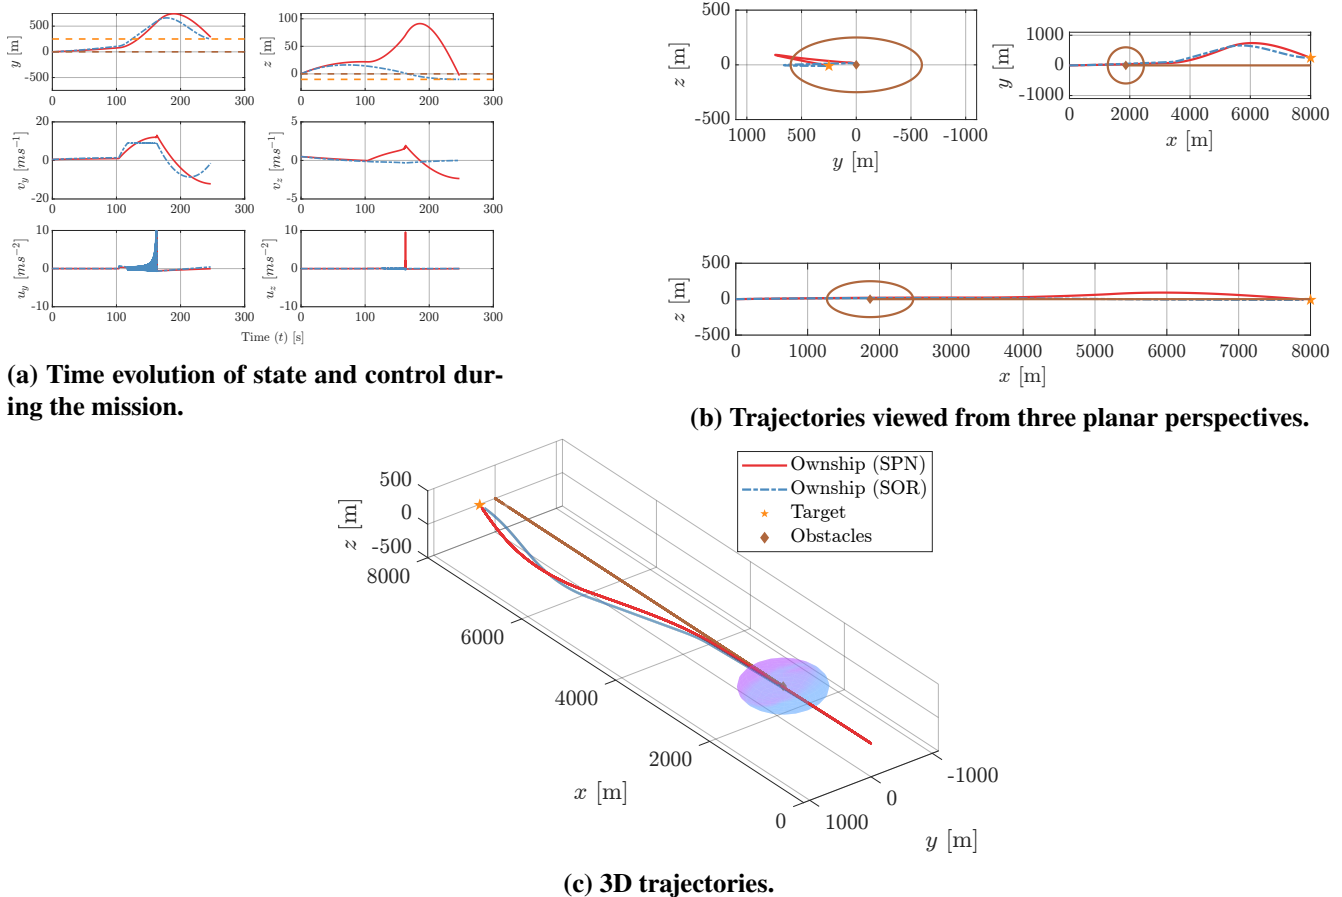 y [m]
500
0
-500
0
100
200
300
z [m]
100
50
0
0
100
200
300
v_y [ms^{-1}]
20
0
-20
0
100
200
300
v_z [ms^{-1}]
5
0
-5
0
100
200
300
u_y [ms^{-2}]
10
0
-10
0
100
200
300
u_z [ms^{-2}]
10
0
-10
0
100
200
300
Time (t) [s]
(a) Time evolution of state and control dur-
ing the mission.
z [m]
500
0
-500
1000 500 0 -500 -1000
y [m]
y [m]
1000
0
-1000
0 2000 4000 6000 8000
x [m]
z [m]
500
0
-500
0 1000 2000 3000 4000 5000 6000 7000 8000
x [m]
(b) Trajectories viewed from three planar perspectives.
Ownship (SPN)
Ownship (SOR)
Target
Obstacles
z [m]
500
0
-500
8000
6000
4000
2000
0
x [m]
1000
0
-1000
y [m]
(c) 3D trajectories.